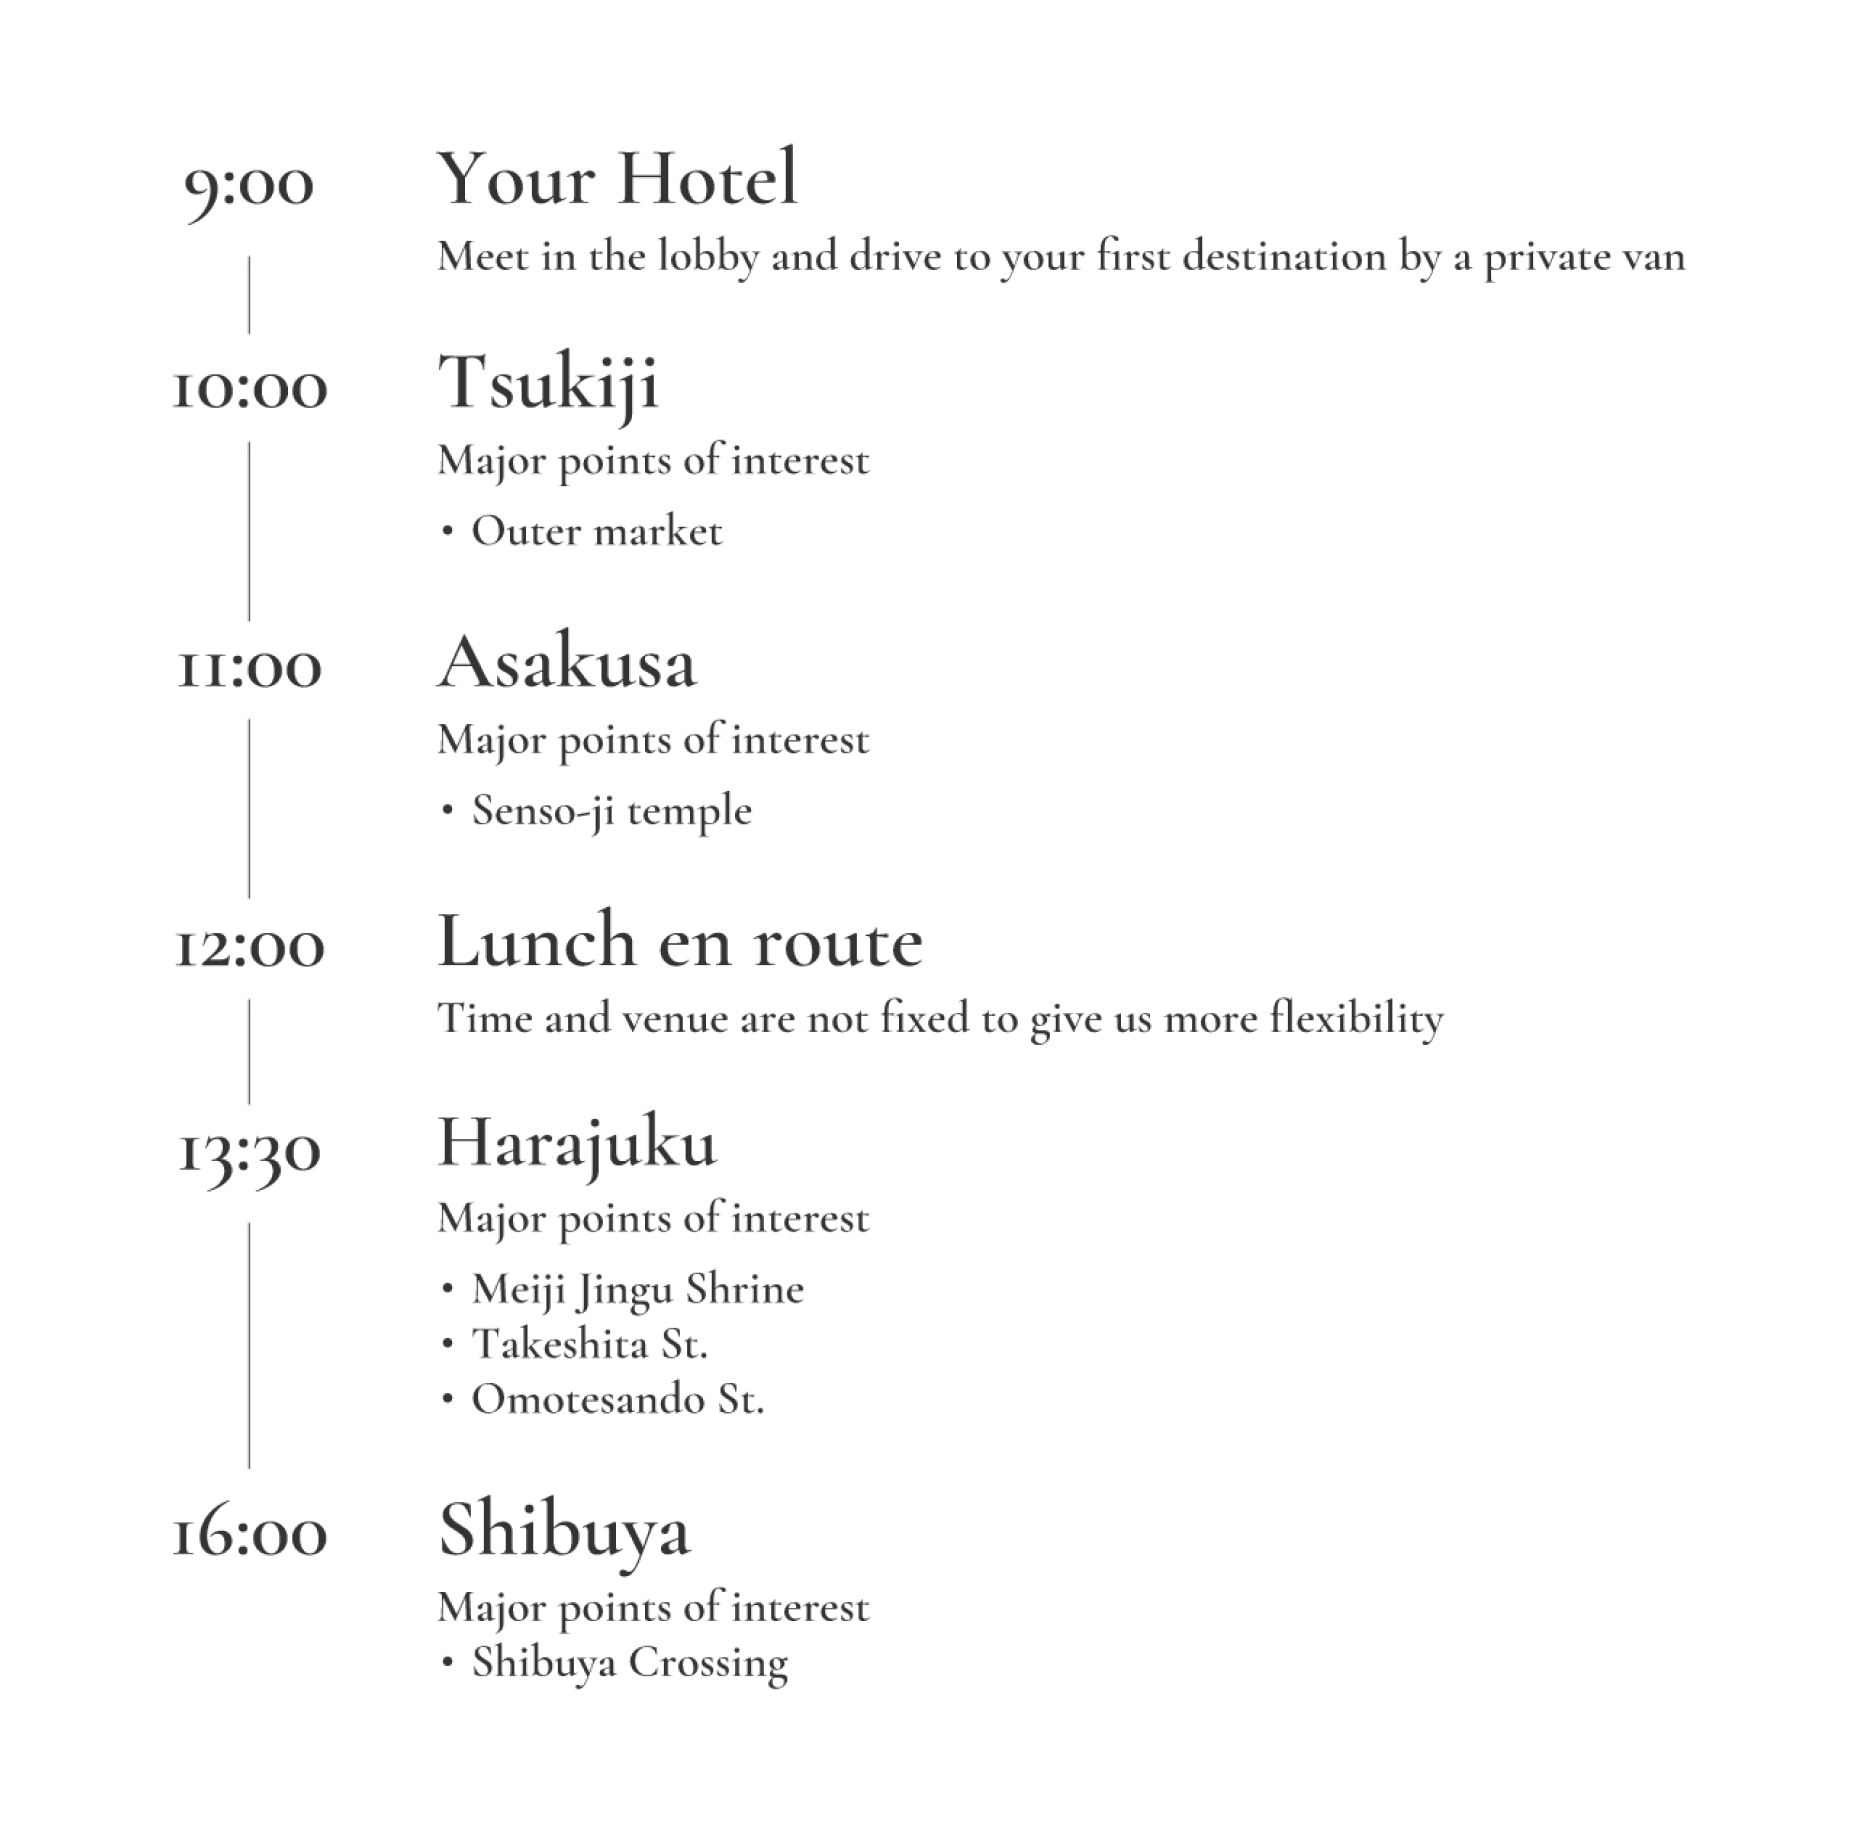 9:00 Your Hotel
Meet in the lobby and drive to your first destination by a private van
10:00 Tsukiji
Major points of interest
• Outer market
11:00 Asakusa
Major points of interest
• Senso-ji temple
12:00 Lunch en route
Time and venue are not fixed to give us more flexibility
13:30 Harajuku
Major points of interest
• Meiji Jingu Shrine
• Takeshita St.
• Omotesando St.
16:00 Shibuya
Major points of interest
• Shibuya Crossing